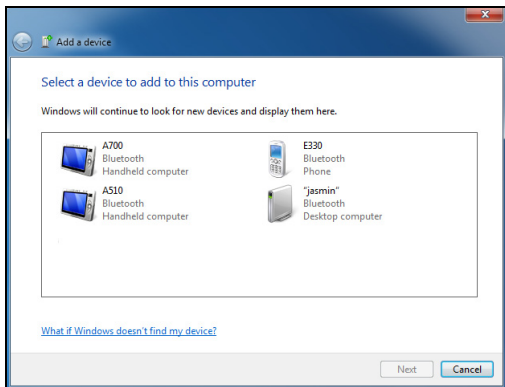 Add a device
Select a device to add to this computer
Windows will continue to look for new devices and display them here.
A700
Bluetooth
Handheld computer
E330
Bluetooth
Phone
A510
Bluetooth
Handheld computer
"jasmin"
Bluetooth
Desktop computer
What if Windows doesn't find my device?
Next
Cancel